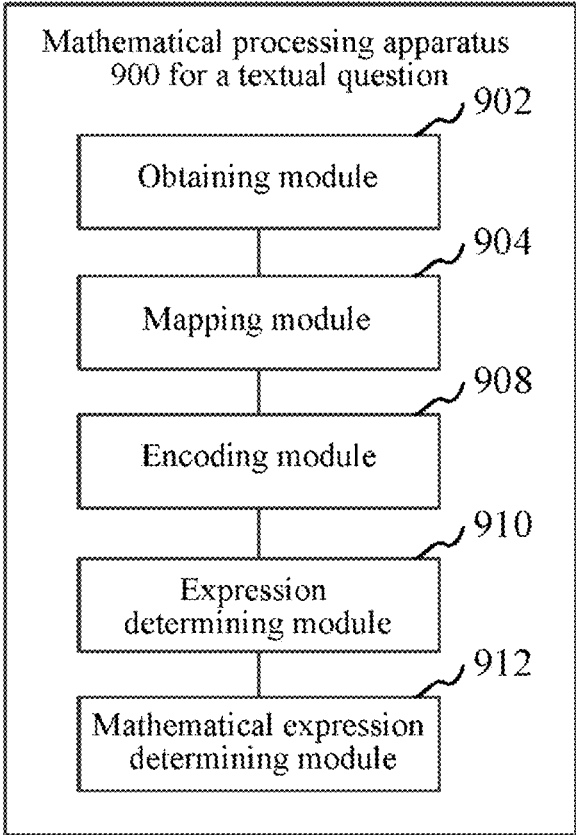 Mathematical processing apparatus
900 for a textual question
902
Obtaining module
904
Mapping module
908
Encoding module
910
Expression
determining module
912
Mathematical expression
determining module